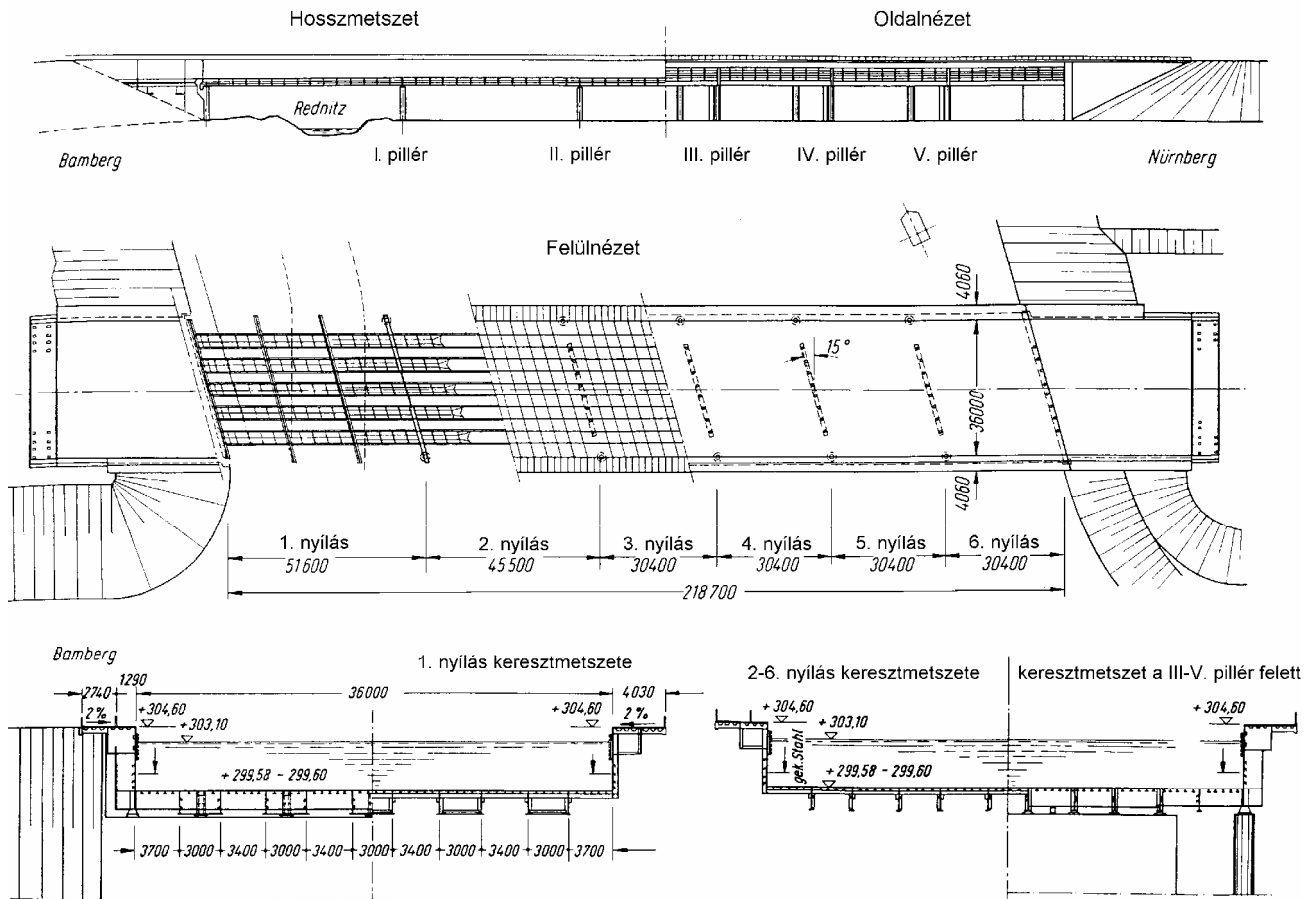 Hosszmetszet Oldalnézet
Rednitz
Bamberg I. pillér II. pillér III. pillér IV. pillér V. pillér Nürnberg
Felülnézet
4060
15°
36000
4060
1. nyílás 2. nyílás 3. nyílás 4. nyílás 5. nyílás 6. nyílás
51600 45500 30400 30400 30400 30400
218700
Bamberg
1. nyílás keresztmetszete
2740 1290 36000 4030
2% 2%
+304,60 +304,60
+303,10
+ 299,58 - 299,60
3700 3000 3400 3000 3400 3000 3400 3000 3400 3000 3700
2-6. nyílás keresztmetszete keresztmetszet a III-V. pillér felett
+304,60 +304,60
+303,10
gek. Stahl
+ 299,58 - 299,60